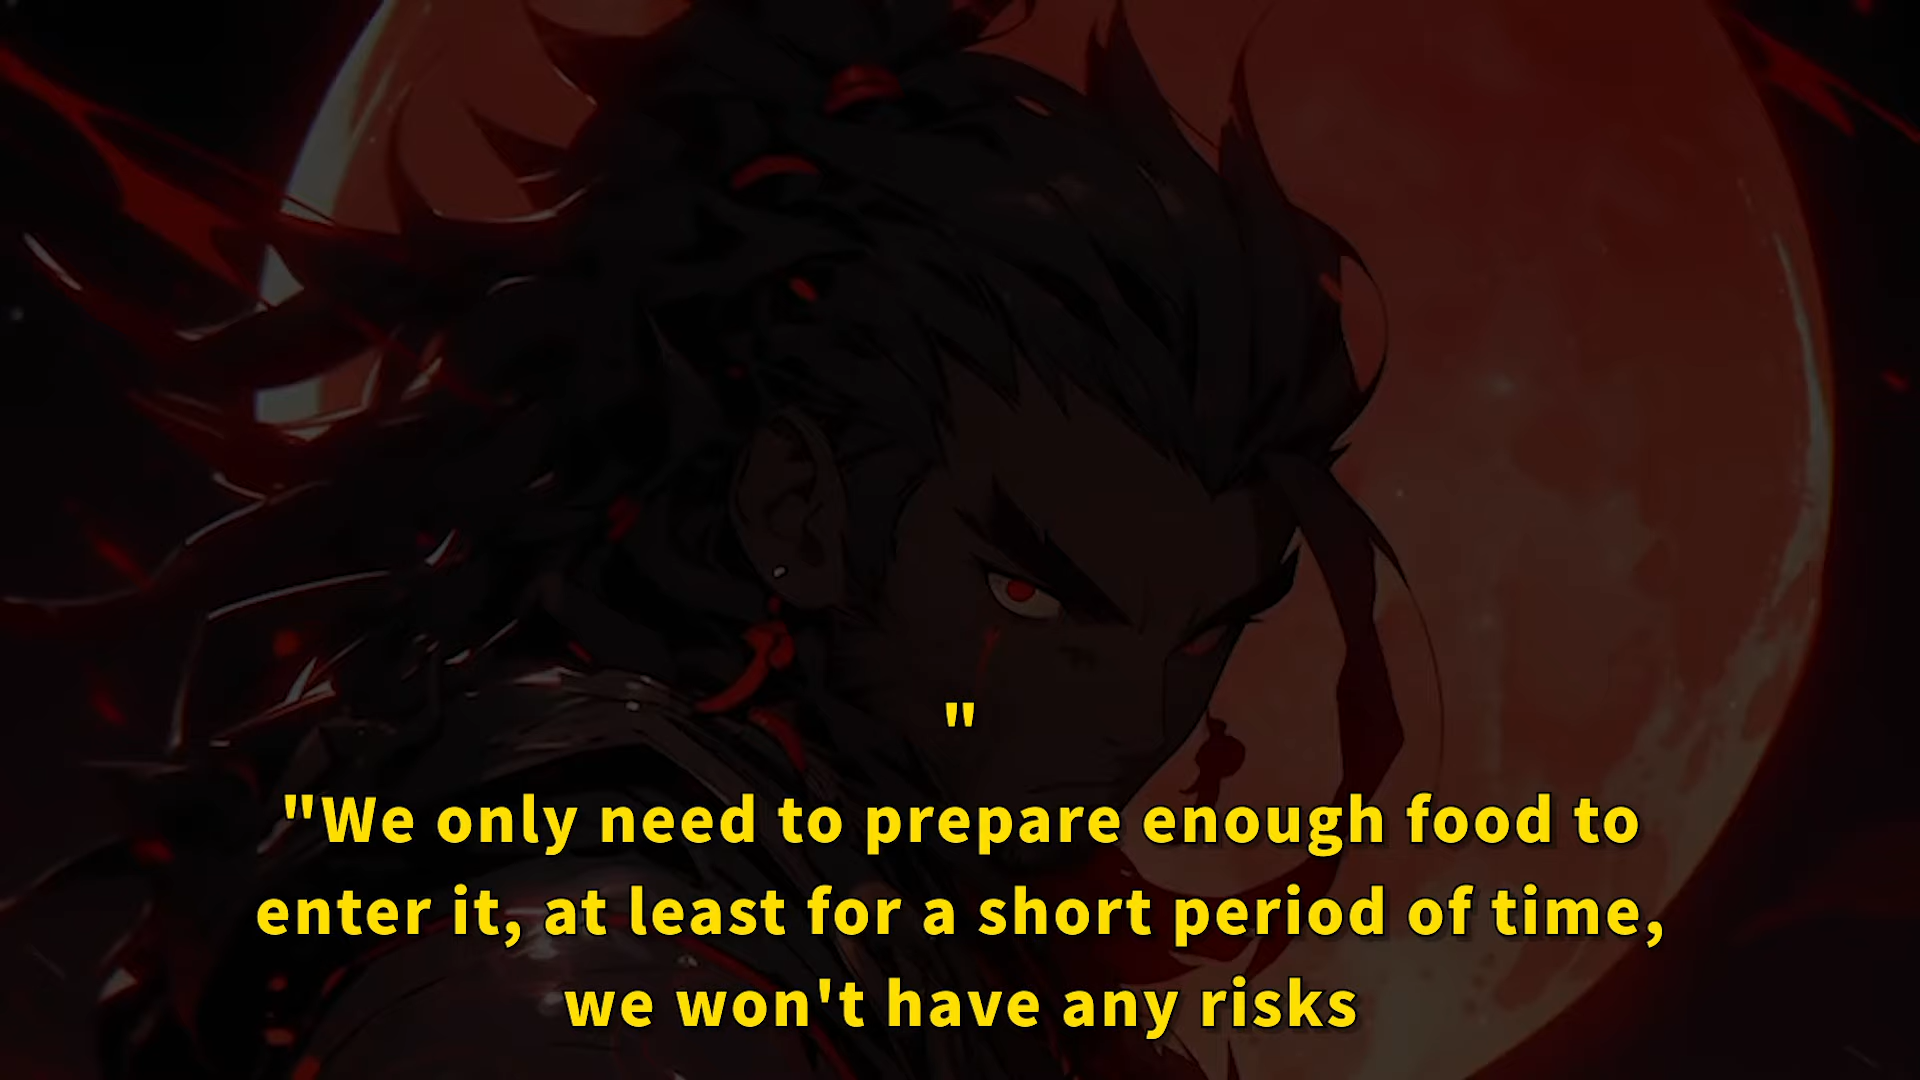 "
"We only need to prepare enough food to
enter it, at least for a short period of time,
we won't have any risks